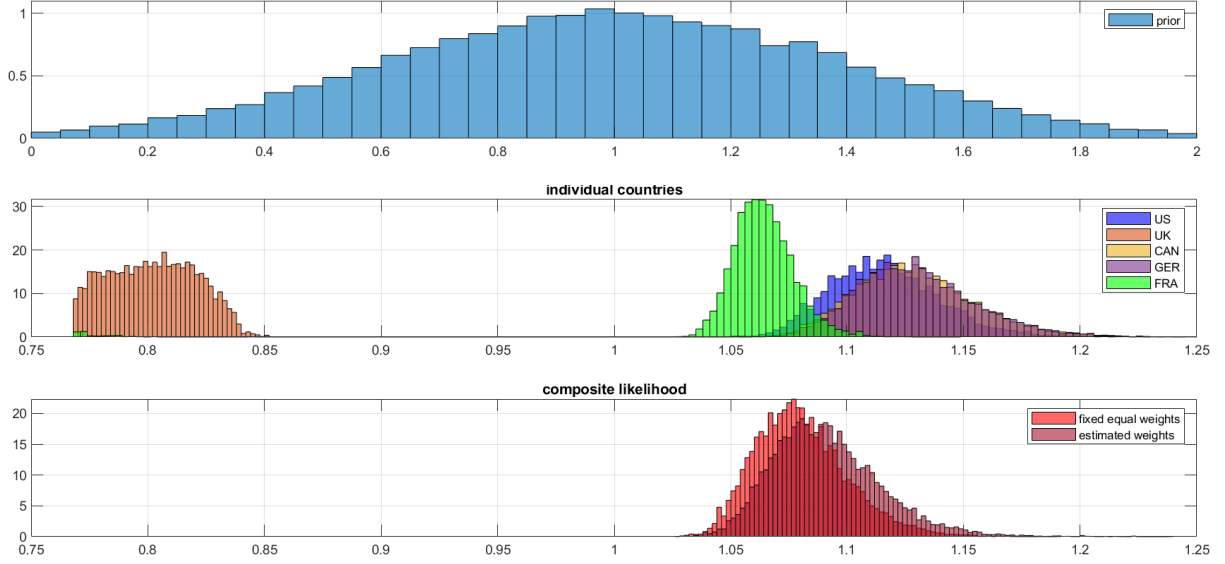 1
0.5
0
prior
0 0.2 0.4 0.6 0.8 1 1.2 1.4 1.6 1.8 2
individual countries
30
20
10
0
US
UK
CAN
GER
FRA
0.75 0.8 0.85 0.9 0.95 1 1.05 1.1 1.15 1.2 1.25
composite likelihood
20
15
10
5
0
fixed equal weights
estimated weights
0.75 0.8 0.85 0.9 0.95 1 1.05 1.1 1.15 1.2 1.25